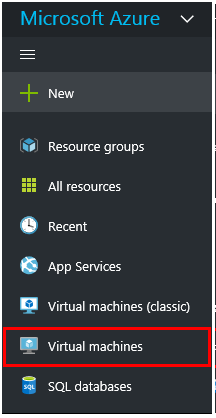 Microsoft Azure
New
Resource groups
All resources
Recent
App Services
Virtual machines (classic)
Virtual machines
SQL databases